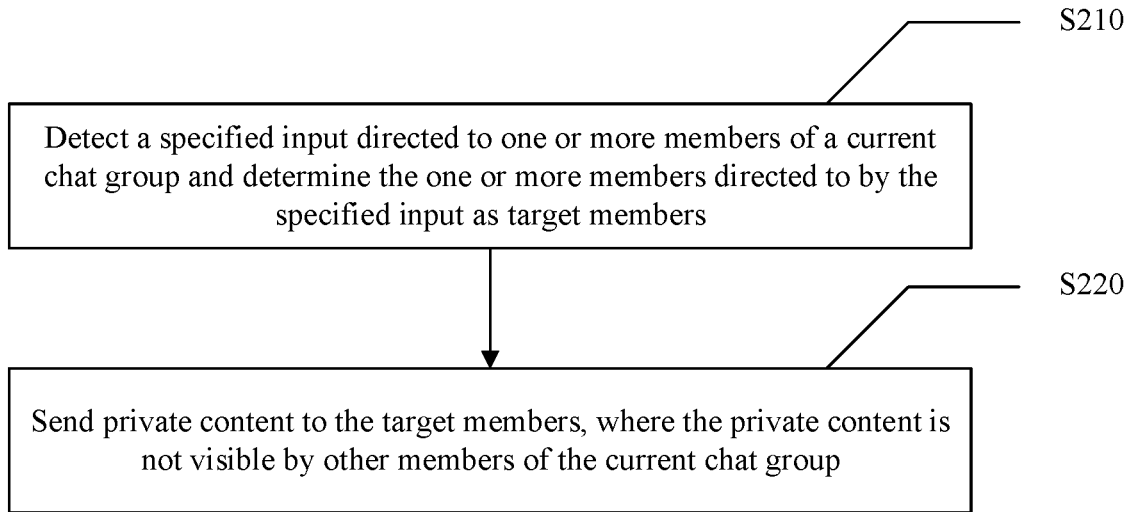 S210
Detect a specified input directed to one or more members of a current
chat group and determine the one or more members directed to by the
specified input as target members
S220
Send private content to the target members, where the private content is
not visible by other members of the current chat group